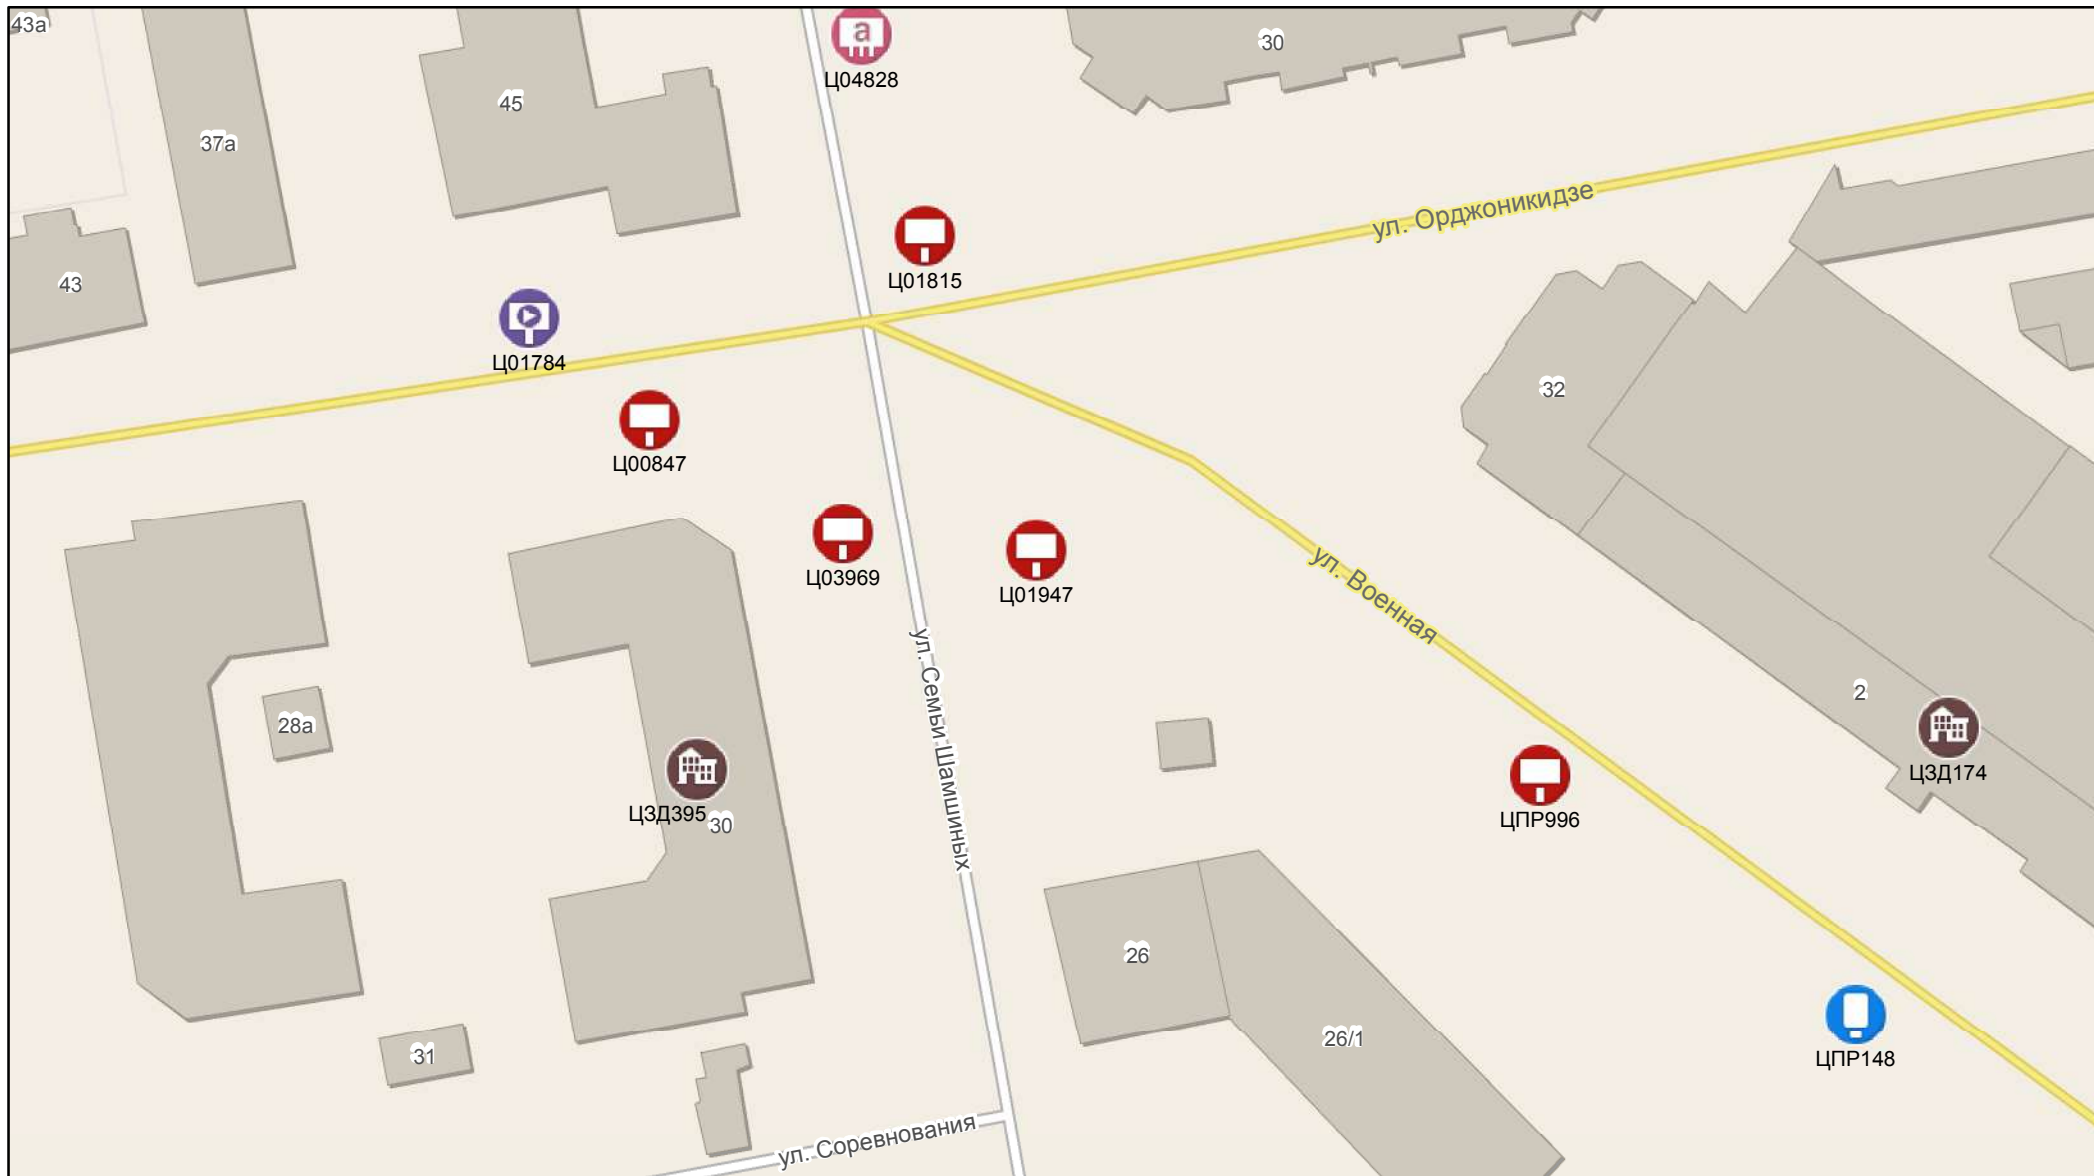 43а
Ц04828
30
45
37а
ул. Орджоникидзе
Ц01815
43
Ц01784
32
Ц00847
Ц03969
Ц01947
ул. Военная
ул. Семьи Шамшиных
28а
2
ЦЗД174
ЦЗД395
30
ЦПР996
26
26/1
31
ЦПР148
ул. Соревнования